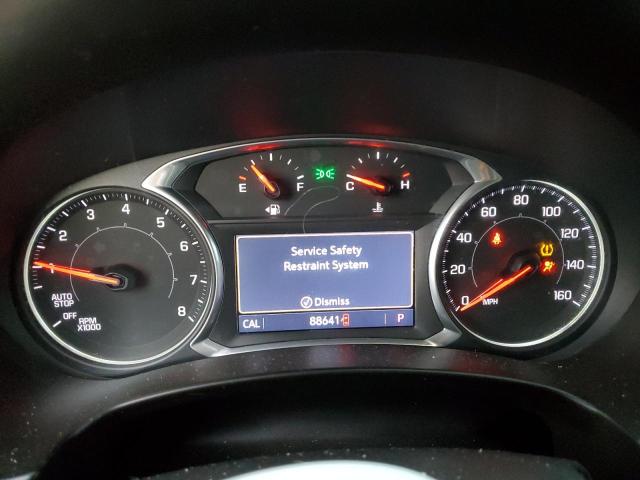 E F C H
1 2 3 4 5 6 7 8
AUTO
STOP
OFF
RPM
X1000
Service Safety
Restraint System
Dismiss
CAL 88641 P
0 20 40 60 80 100 120 140 160
MPH